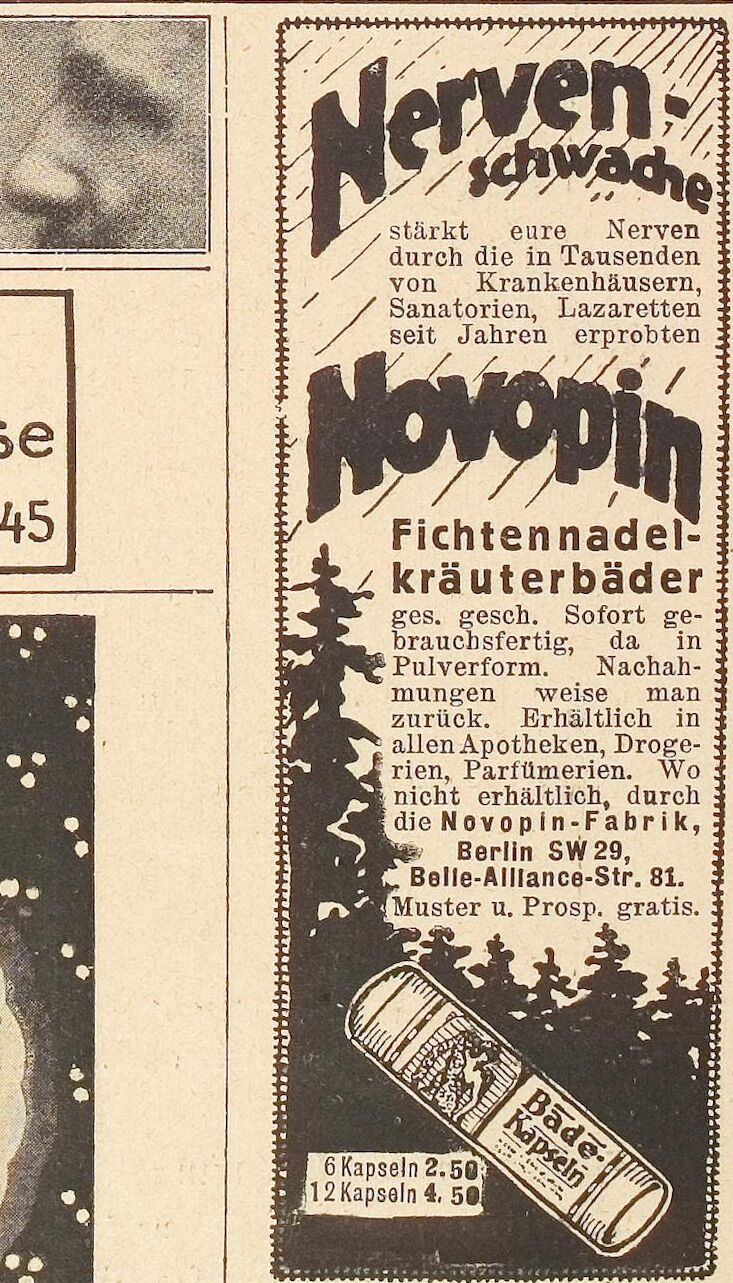 se
45
Nerven-
schwache
stärkt eure Nerven
durch die in Tausenden
von Krankenhäusern,
Sanatorien, Lazaretten
seit Jahren erprobten
Novopin
Fichtennadel-
kräuterbäder
ges. gesch. Sofort ge-
brauchsfertig, da in
Pulverform. Nachah-
mungen weise man
zurück. Erhältlich in
allen Apotheken, Droge-
rien, Parfümerien. Wo
nicht erhältlich, durch
die Novopin-Fabrik,
Berlin SW 29,
Belle-Alliance-Str. 81.
Muster u. Prosp. gratis.
Bäde-
Kapseln
6 Kapseln 2.50
12 Kapseln 4.50